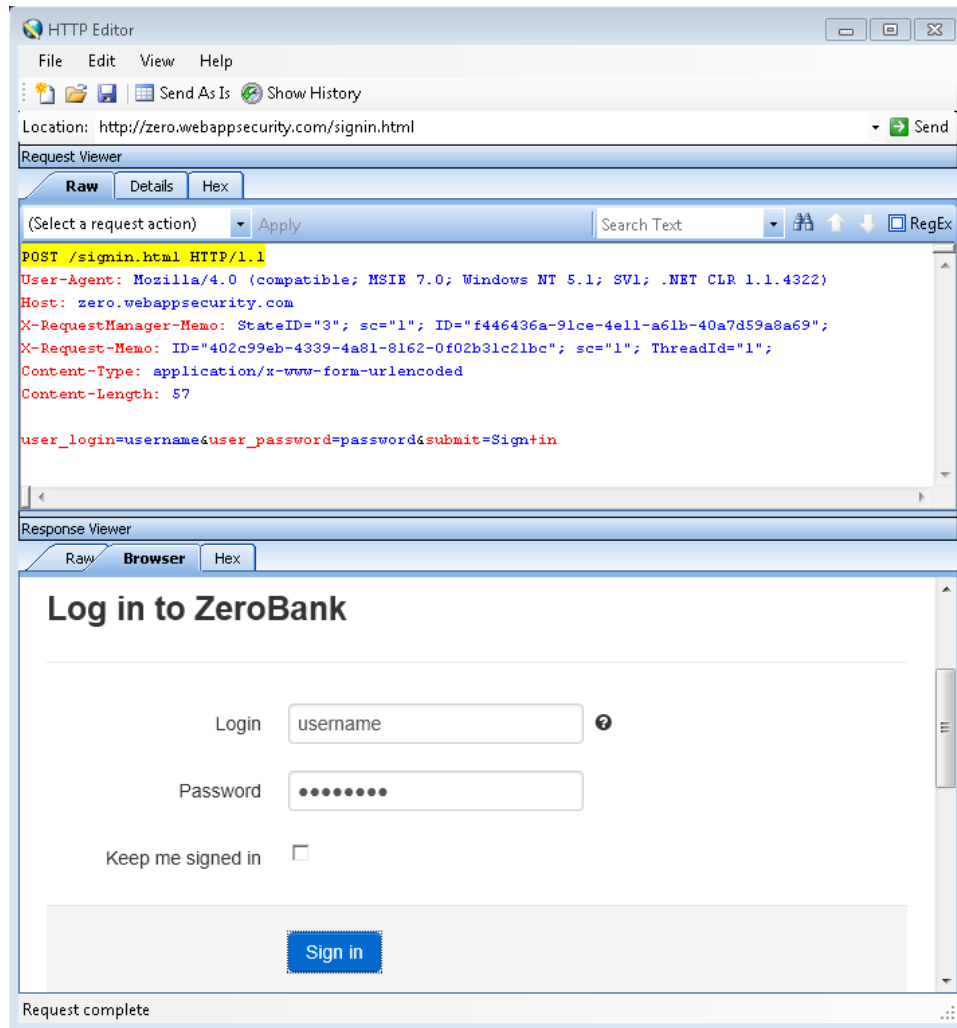 HTTP Editor
File Edit View Help
Send As Is Show History
Location: http://zero.webappsecurity.com/signin.html Send
Request Viewer
Raw Details Hex
(Select a request action) Apply Search Text RegEx
POST /signin.html HTTP/1.1
User-Agent: Mozilla/4.0 (compatible; MSIE 7.0; Windows NT 5.1; SV1; .NET CLR 1.1.4322)
Host: zero.webappsecurity.com
X-RequestManager-Memo: StateID="3"; sc="1"; ID="f446436a-91ce-4e11-a61b-40a7d59a8a69";
X-Request-Memo: ID="402c99eb-4339-4a81-8162-0f02b31c21bc"; sc="1"; ThreadId="1";
Content-Type: application/x-www-form-urlencoded
Content-Length: 57
user_login=username&user_password=password&submit=Sign+in
Response Viewer
Raw Browser Hex
Log in to ZeroBank
Login username
Password ••••••••
Keep me signed in
Sign in
Request complete